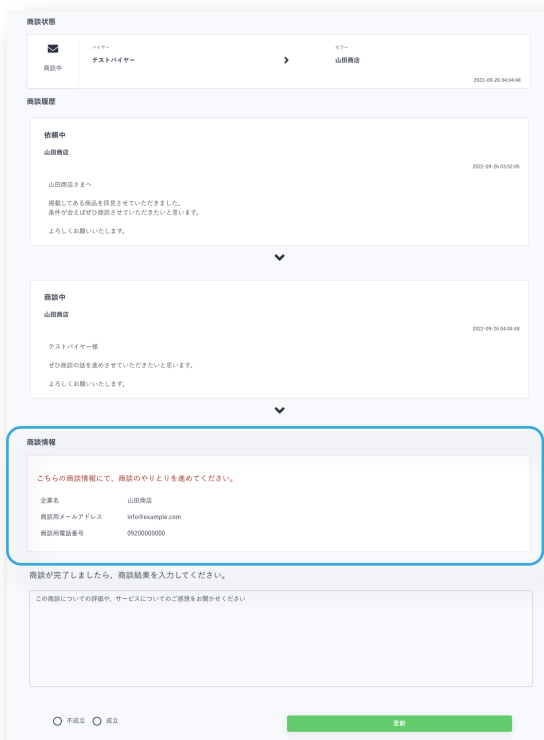 商談状態
バイヤー
セラー
テストバイヤー
山田商店
商談中
2022-09-26 04:04:48
商談履歴
依頼中
山田商店
2022-09-26 03:52:05
山田商店さまへ
掲載してある商品を拝見させていただきました。
条件が会えばぜひ商談させていただきたいと思います。
よろしくお願いいたします。
商談中
山田商店
2022-09-26 04:04:48
テストバイヤー様
ぜひ商談の話を進めさせていただきたいと思います。
よろしくお願いいたします。
商談情報
こちらの商談情報にて、商談のやりとりを進めてください。
企業名 山田商店
商談用メールアドレス info@example.com
商談用電話番号 09200000000
商談が完了しましたら、商談結果を入力してください。
この商談についての評価や、サービスについてのご感想をお聞かせください
不成立 成立
更新